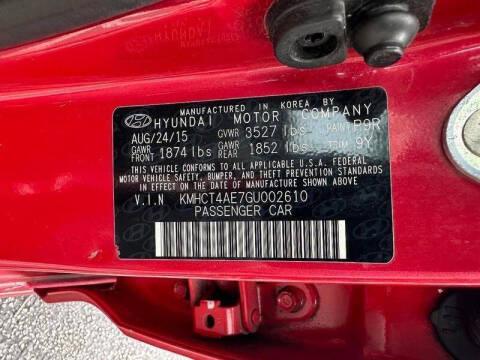 MANUFACTURED IN KOREA BY
HYUNDAI MOTOR COMPANY
AUG/24/15 GVWR 3527 lbs PAINT P9R
GAWR FRONT 1874 lbs GAWR REAR 1852 lbs TRIM 9Y
THIS VEHICLE CONFORMS TO ALL APPLICABLE U.S.A. FEDERAL
MOTOR VEHICLE SAFETY, BUMPER, AND THEFT PREVENTION STANDARDS
IN EFFECT ON THE DATE OF MANUFACTURE SHOWN ABOVE.
V.I.N KMHCT4AE7GU002610
PASSENGER CAR